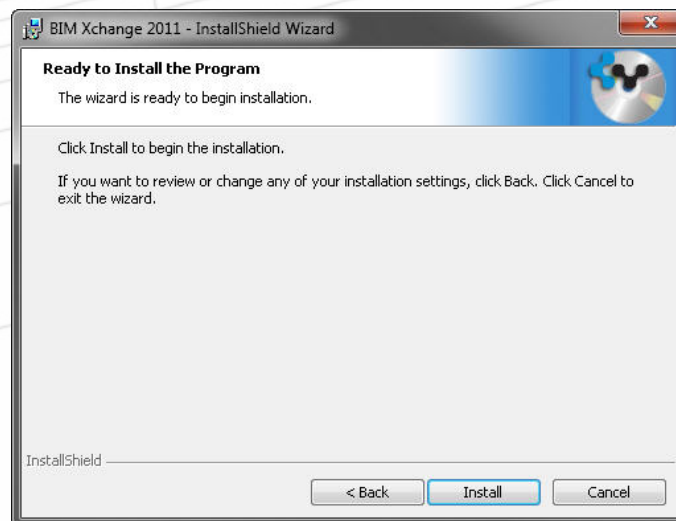 BIM Xchange 2011 - InstallShield Wizard
Ready to Install the Program
The wizard is ready to begin installation.
Click Install to begin the installation.
If you want to review or change any of your installation settings, click Back. Click Cancel to
exit the wizard.
InstallShield
< Back Install Cancel